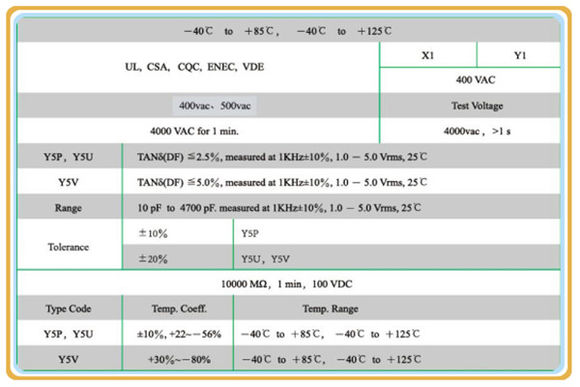 −40℃ to +85℃, −40℃ to +125℃
UL, CSA, CQC, ENEC, VDE
X1 Y1
400 VAC
400vac、500vac Test Voltage
4000 VAC for 1 min. 4000vac, >1 s
Y5P, Y5U TANδ(DF) ≦2.5%, measured at 1KHz±10%, 1.0 − 5.0 Vrms, 25℃
Y5V TANδ(DF) ≦5.0%, measured at 1KHz±10%, 1.0 − 5.0 Vrms, 25℃
Range 10 pF to 4700 pF. measured at 1KHz±10%, 1.0 − 5.0 Vrms, 25℃
Tolerance
±10% Y5P
±20% Y5U, Y5V
10000 MΩ, 1 min, 100 VDC
Type Code Temp. Coeff. Temp. Range
Y5P, Y5U ±10%, +22~−56% −40℃ to +85℃, −40℃ to +125℃
Y5V +30%~−80% −40℃ to +85℃, −40℃ to +125℃